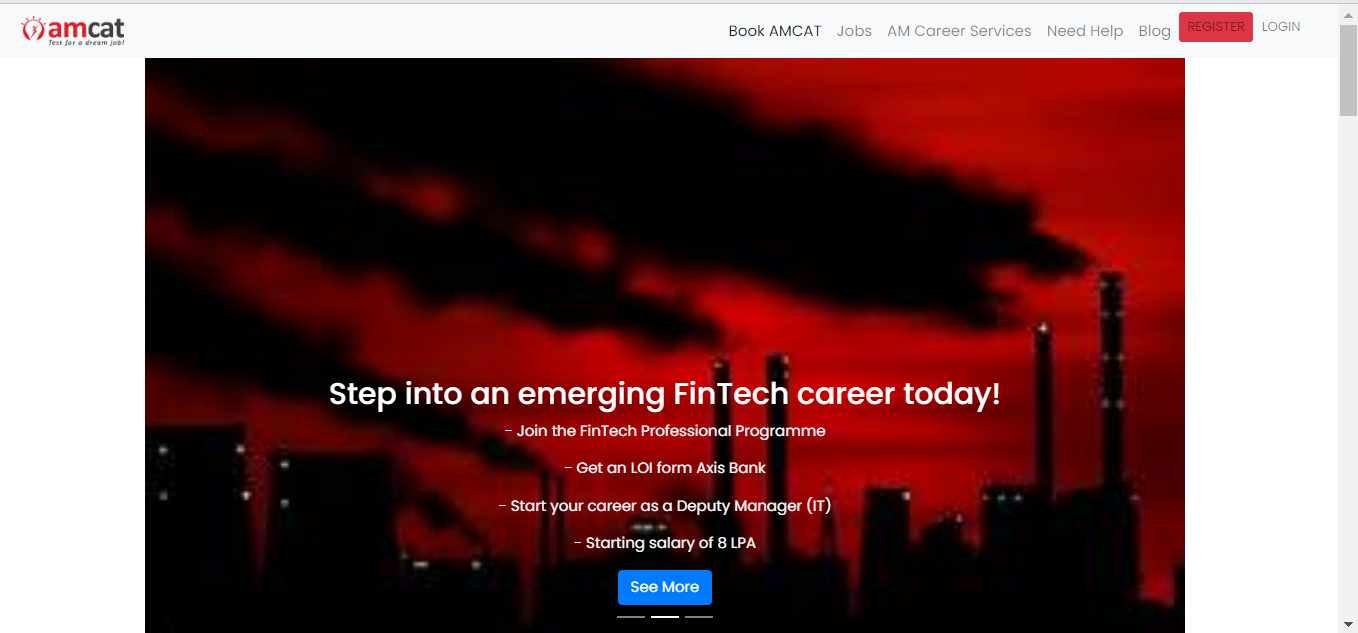 amcat
Test for a dream job!
Book AMCAT Jobs AM Career Services Need Help Blog REGISTER LOGIN
Step into an emerging FinTech career today!
- Join the FinTech Professional Programme
- Get an LOI form Axis Bank
- Start your career as a Deputy Manager (IT)
- Starting salary of 8 LPA
See More